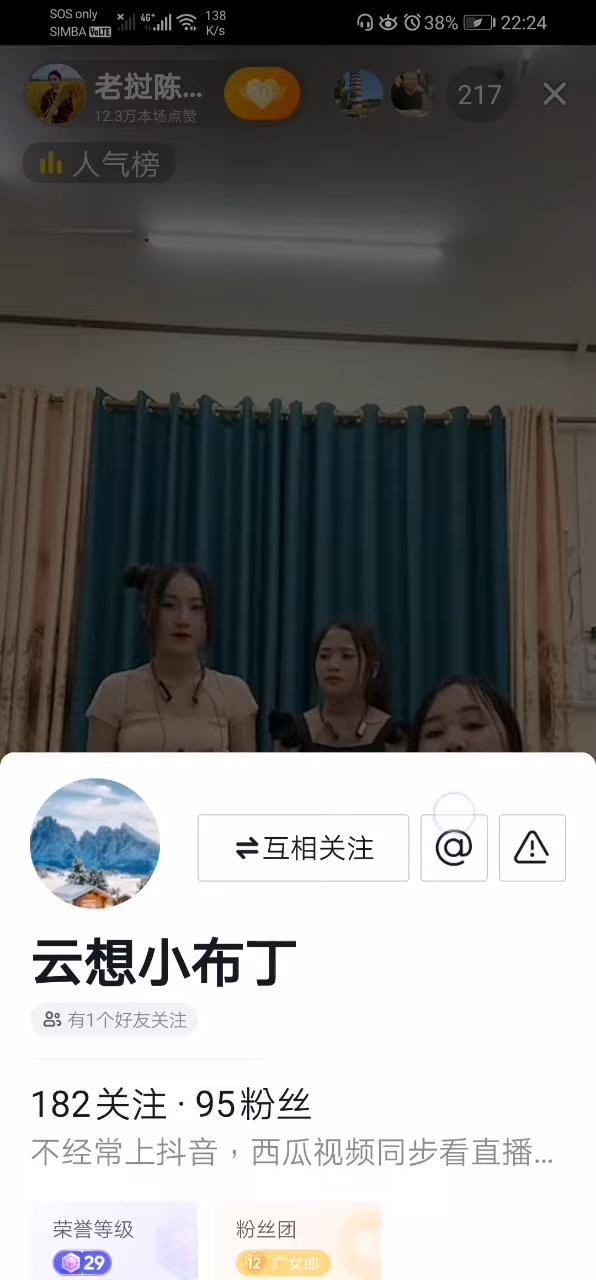 SOS only
SIMBA VoLTE
4G+
138
K/s
38%
22:24
老挝陈...
12.3万本场点赞
217
人气榜
互相关注
@
云想小布丁
有1个好友关注
182关注 · 95粉丝
不经常上抖音，西瓜视频同步看直播...
荣誉等级
粉丝团
29
12 广女郎